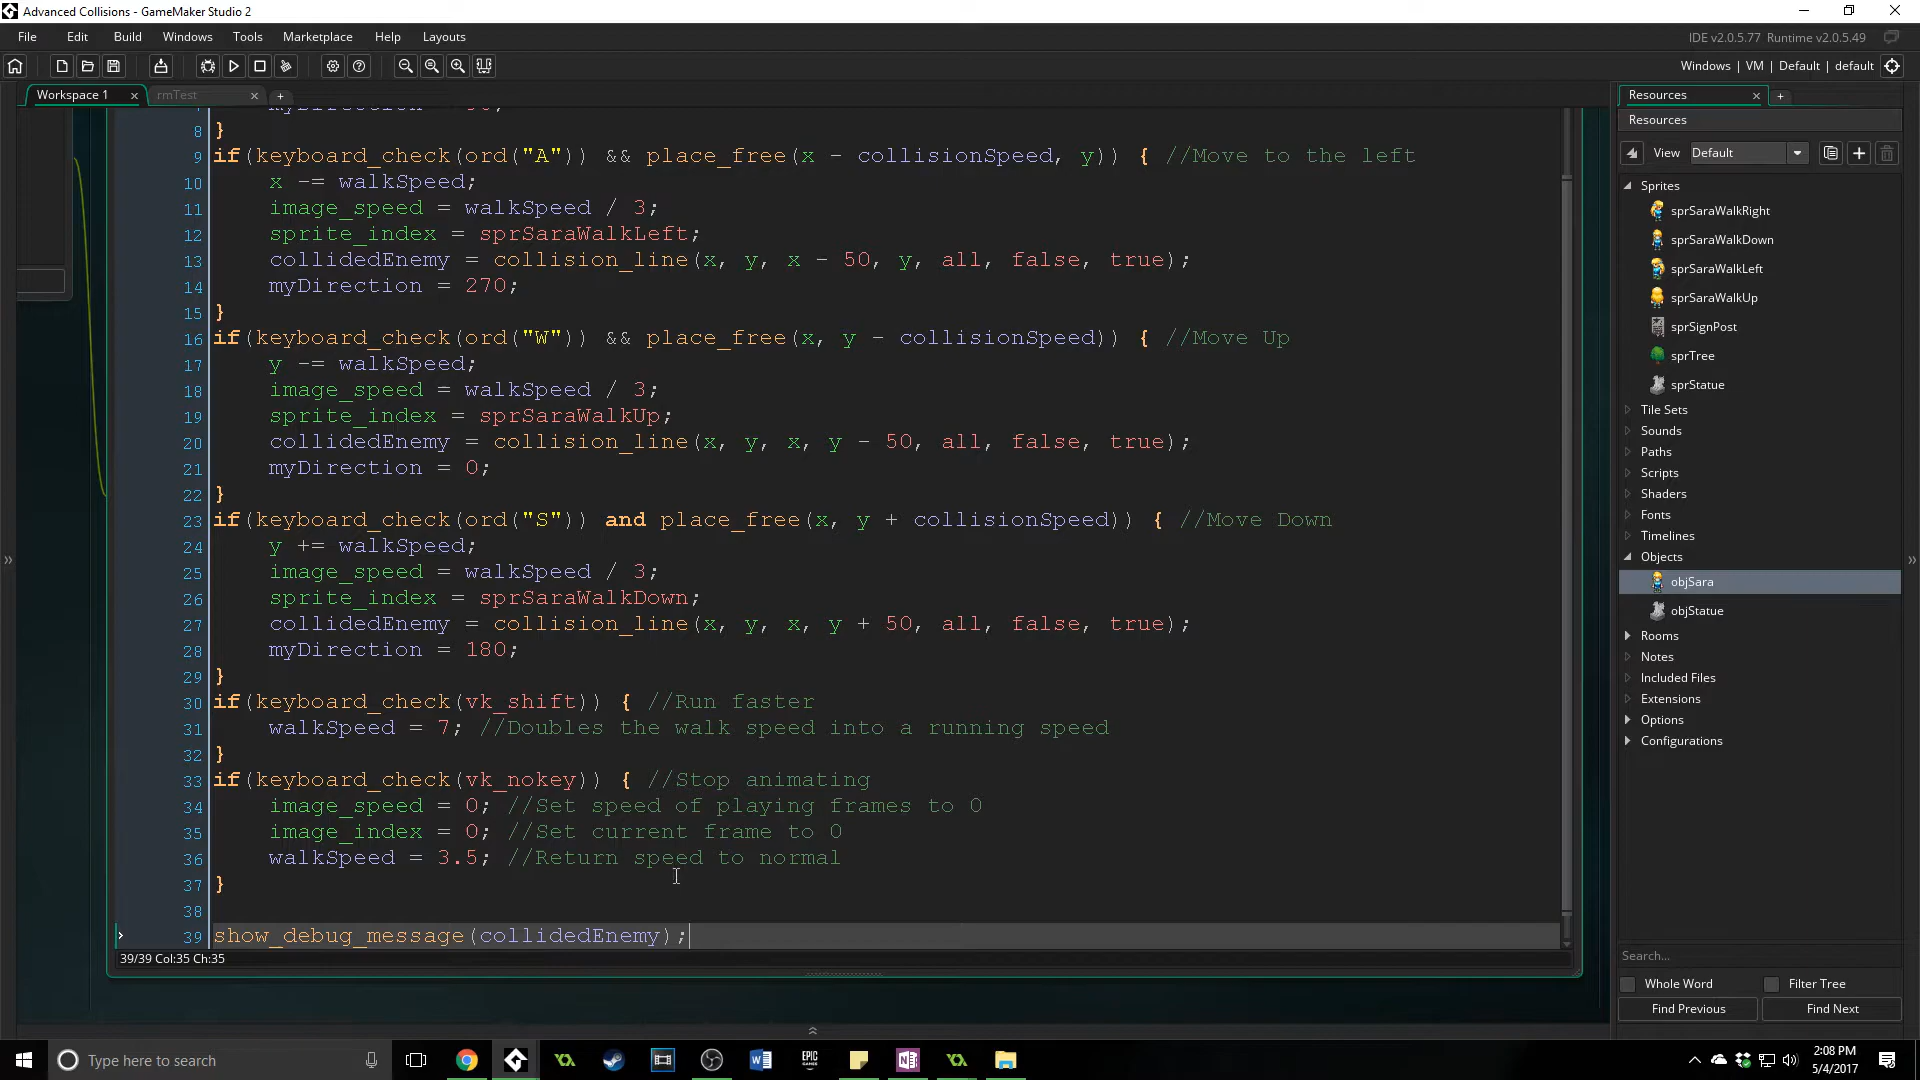 Advanced Collisions - GameMaker Studio 2
File Edit Build Windows Tools Marketplace Help Layouts
IDE v2.0.5.77 Runtime v2.0.5.49
Windows | VM | Default | default
Workspace 1 rmTest
8 }
9 if(keyboard_check(ord("A")) && place_free(x - collisionSpeed, y)) { //Move to the left
10 x -= walkSpeed;
11 image_speed = walkSpeed / 3;
12 sprite_index = sprSaraWalkLeft;
13 collidedEnemy = collision_line(x, y, x - 50, y, all, false, true);
14 myDirection = 270;
15 }
16 if(keyboard_check(ord("W")) && place_free(x, y - collisionSpeed)) { //Move Up
17 y -= walkSpeed;
18 image_speed = walkSpeed / 3;
19 sprite_index = sprSaraWalkUp;
20 collidedEnemy = collision_line(x, y, x, y - 50, all, false, true);
21 myDirection = 0;
22 }
23 if(keyboard_check(ord("S")) and place_free(x, y + collisionSpeed)) { //Move Down
24 y += walkSpeed;
25 image_speed = walkSpeed / 3;
26 sprite_index = sprSaraWalkDown;
27 collidedEnemy = collision_line(x, y, x, y + 50, all, false, true);
28 myDirection = 180;
29 }
30 if(keyboard_check(vk_shift)) { //Run faster
31 walkSpeed = 7; //Doubles the walk speed into a running speed
32 }
33 if(keyboard_check(vk_nokey)) { //Stop animating
34 image_speed = 0; //Set speed of playing frames to 0
35 image_index = 0; //Set current frame to 0
36 walkSpeed = 3.5; //Return speed to normal
37 }
38
39 show_debug_message(collidedEnemy);
39/39 Col:35 Ch:35
Resources
Resources
View Default
Sprites
sprSaraWalkRight
sprSaraWalkDown
sprSaraWalkLeft
sprSaraWalkUp
sprSignPost
sprTree
sprStatue
Tile Sets
Sounds
Paths
Scripts
Shaders
Fonts
Timelines
Objects
objSara
objStatue
Rooms
Notes
Included Files
Extensions
Options
Configurations
Search...
Whole Word Filter Tree
Find Previous Find Next
Type here to search
EPIC GAMES
2:08 PM
5/4/2017